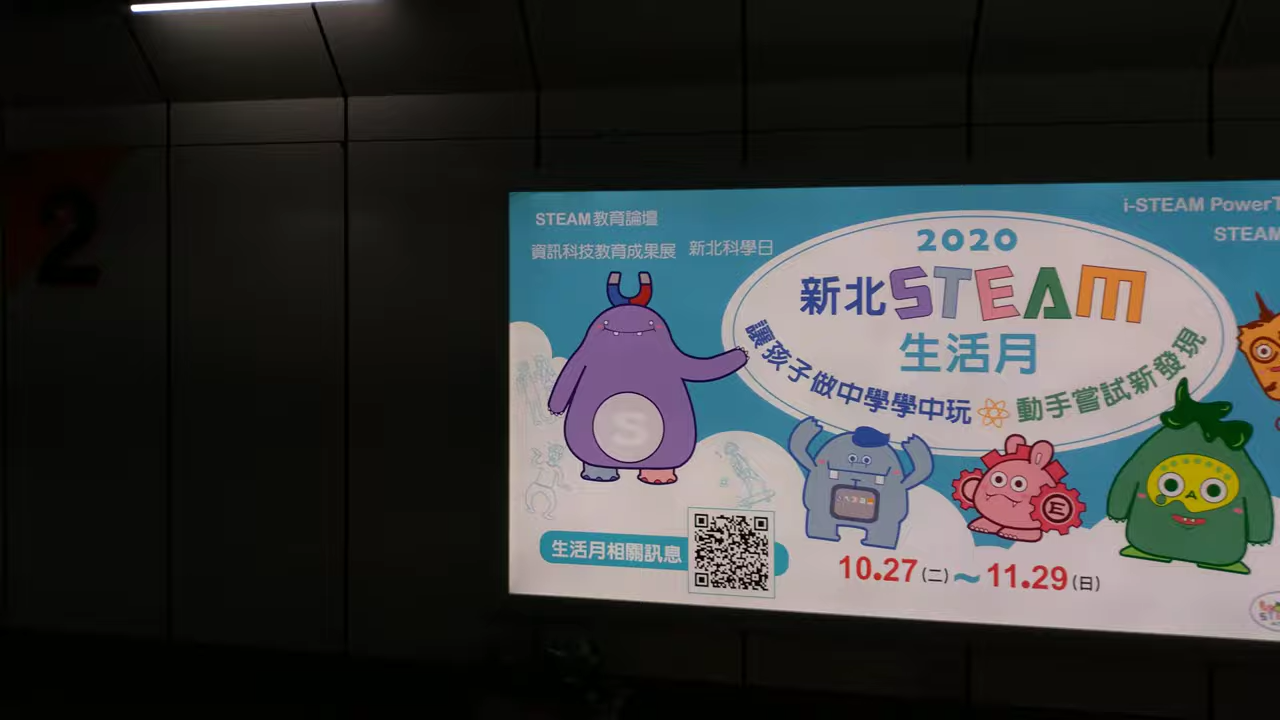 2
STEAM教育論壇
資訊科技教育成果展 新北科學日
i-STEAM Power
STEAM
2020
新北STEAM
生活月
讓孩子做中學學中玩 動手嘗試新發現
S
E
生活月相關訊息
10.27(二)~11.29(日)